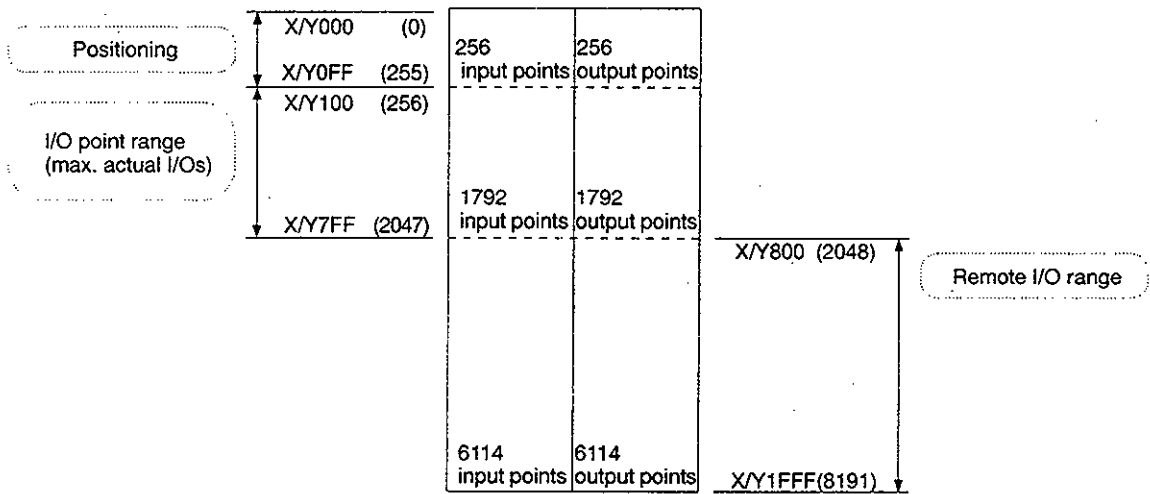 Positioning
I/O point range
(max. actual I/Os)
X/Y000 (0)
X/Y0FF (255)
X/Y100 (256)
X/Y7FF (2047)
256
input points
256
output points
1792
input points
1792
output points
6114
input points
6114
output points
X/Y800 (2048)
X/Y1FFF(8191)
Remote I/O range